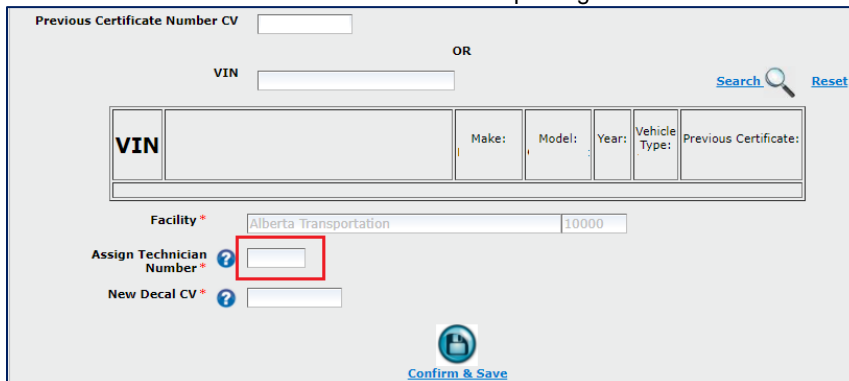 Previous Certificate Number CV
OR
VIN
Search Reset
VIN Make: Model: Year: Vehicle Type: Previous Certificate:
Facility * Alberta Transportation 10000
Assign Technician
Number *
New Decal CV *
Confirm & Save